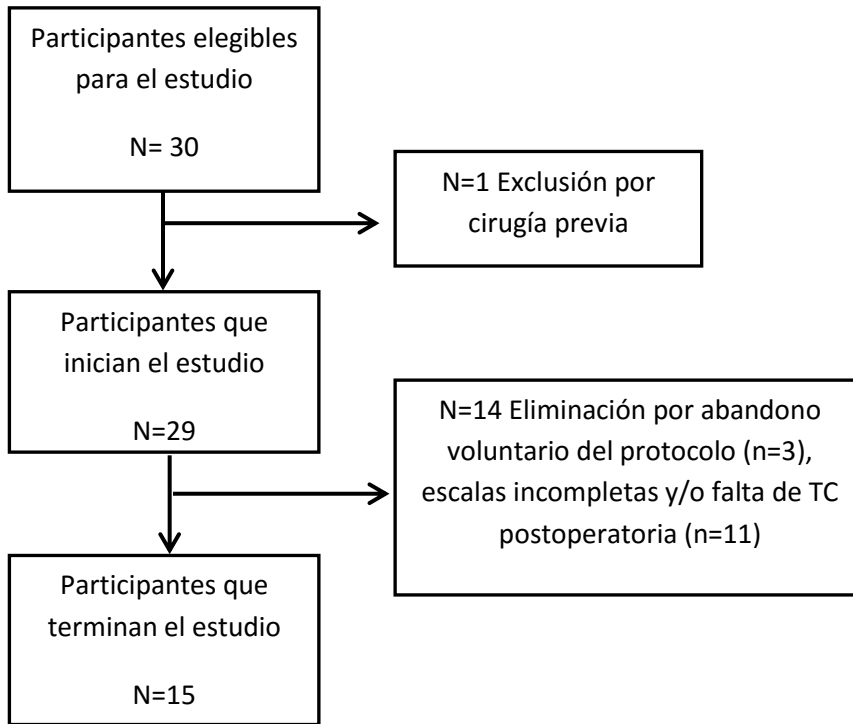 Participantes elegibles
para el estudio
N= 30
N=1 Exclusión por
cirugía previa
Participantes que
inician el estudio
N=29
N=14 Eliminación por abandono
voluntario del protocolo (n=3),
escalas incompletas y/o falta de TC
postoperatoria (n=11)
Participantes que
terminan el estudio
N=15